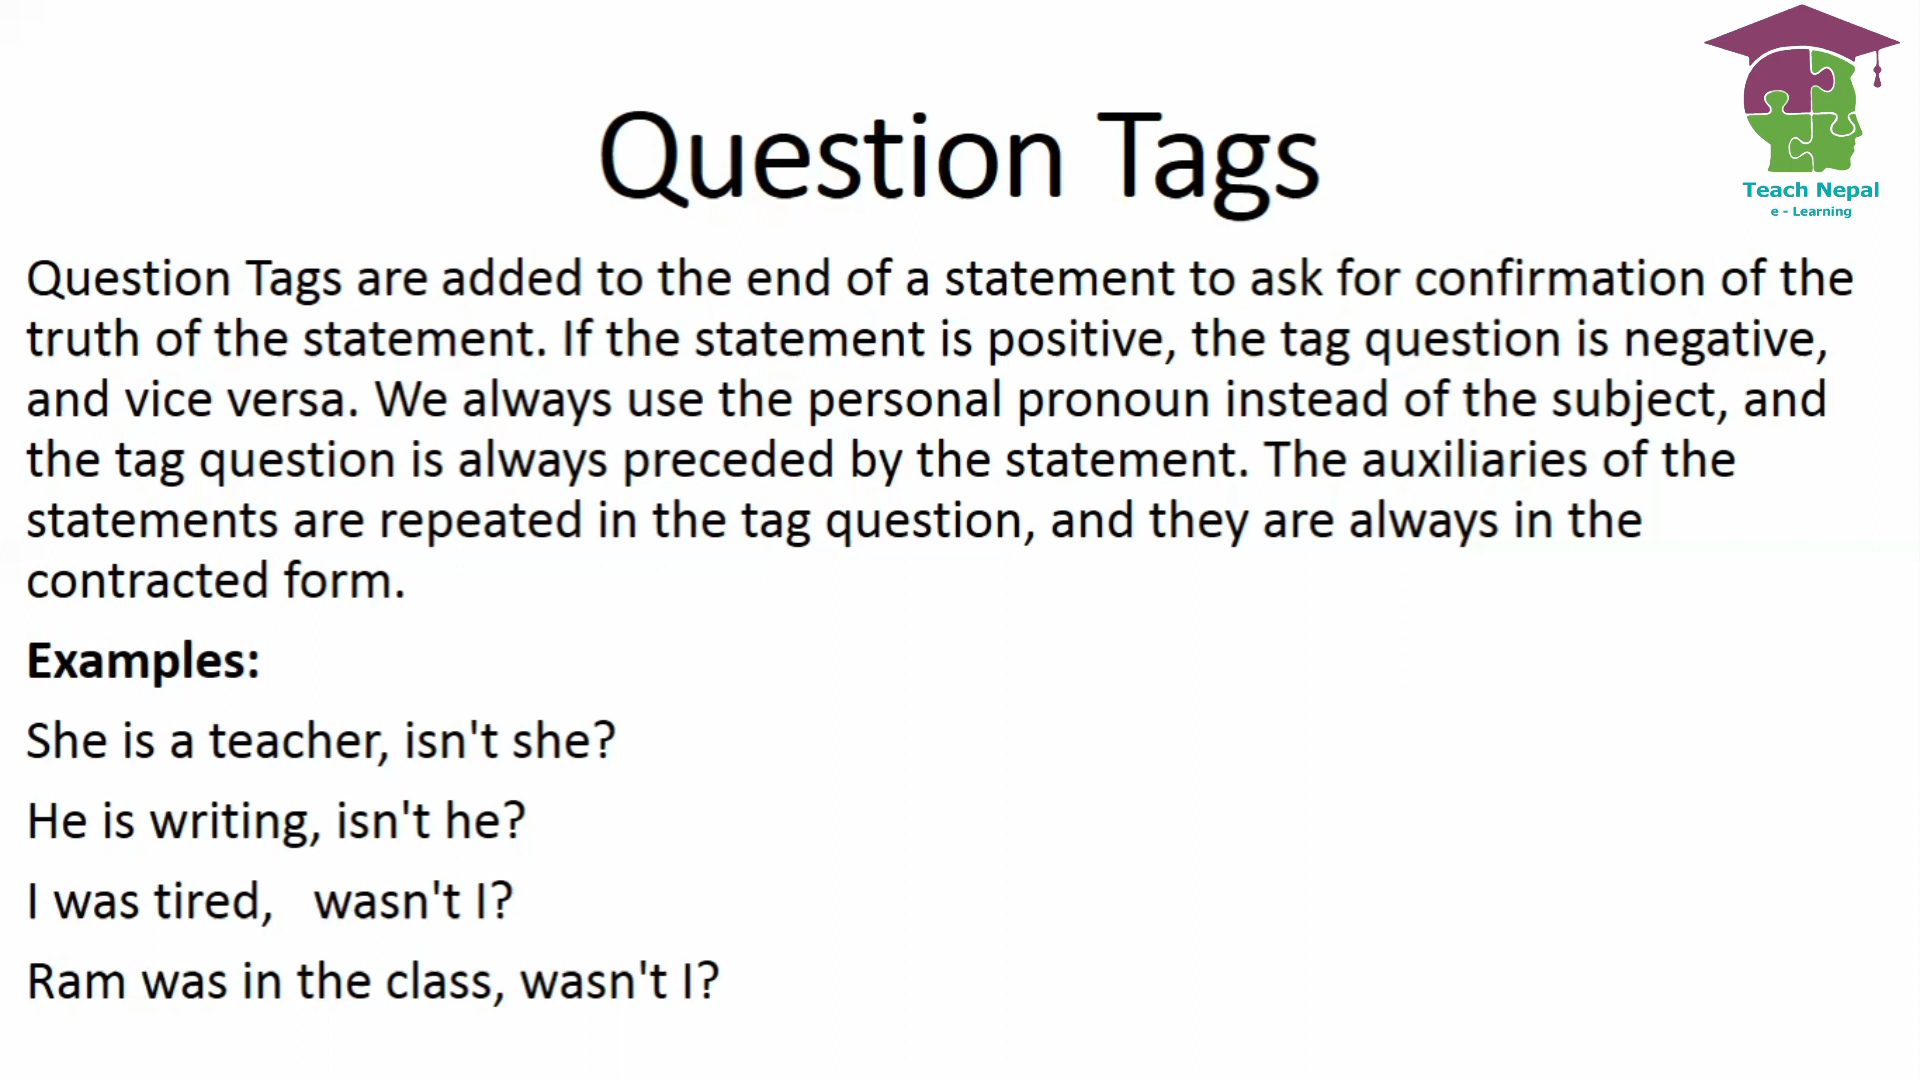 Teach Nepal
e - Learning
Question Tags
Question Tags are added to the end of a statement to ask for confirmation of the
truth of the statement. If the statement is positive, the tag question is negative,
and vice versa. We always use the personal pronoun instead of the subject, and
the tag question is always preceded by the statement. The auxiliaries of the
statements are repeated in the tag question, and they are always in the
contracted form.
Examples:
She is a teacher, isn't she?
He is writing, isn't he?
I was tired,   wasn't I?
Ram was in the class, wasn't I?